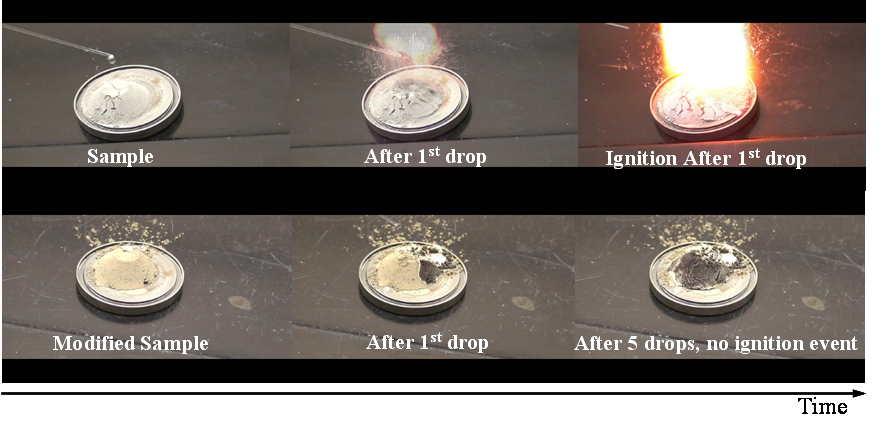 Sample
After 1st drop
Ignition After 1st drop
Modified Sample
After 1st drop
After 5 drops, no ignition event
Time